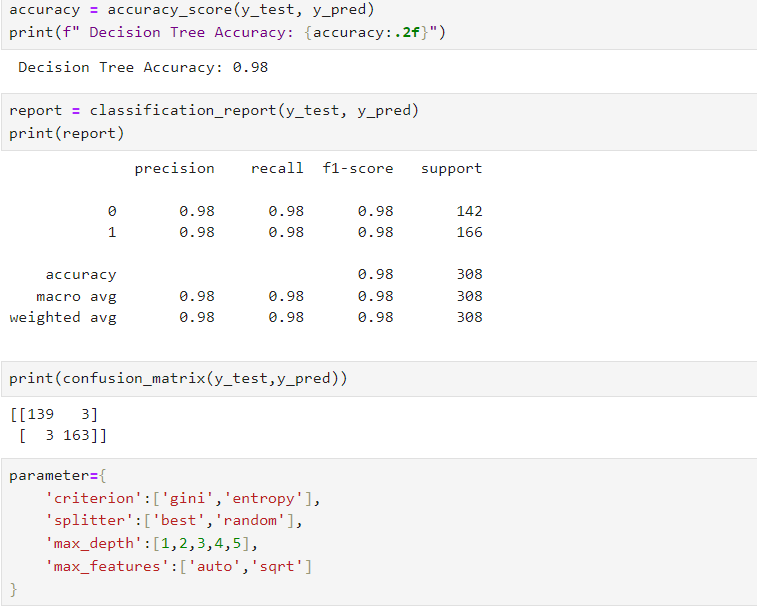 accuracy = accuracy_score(y_test, y_pred)
print(f" Decision Tree Accuracy: {accuracy:.2f}")
Decision Tree Accuracy: 0.98
report = classification_report(y_test, y_pred)
print(report)
precision recall f1-score support
0 0.98 0.98 0.98 142
1 0.98 0.98 0.98 166
accuracy 0.98 308
macro avg 0.98 0.98 0.98 308
weighted avg 0.98 0.98 0.98 308
print(confusion_matrix(y_test,y_pred))
[[139 3]
[ 3 163]]
parameter={
'criterion':['gini','entropy'],
'splitter':['best','random'],
'max_depth':[1,2,3,4,5],
'max_features':['auto','sqrt']
}